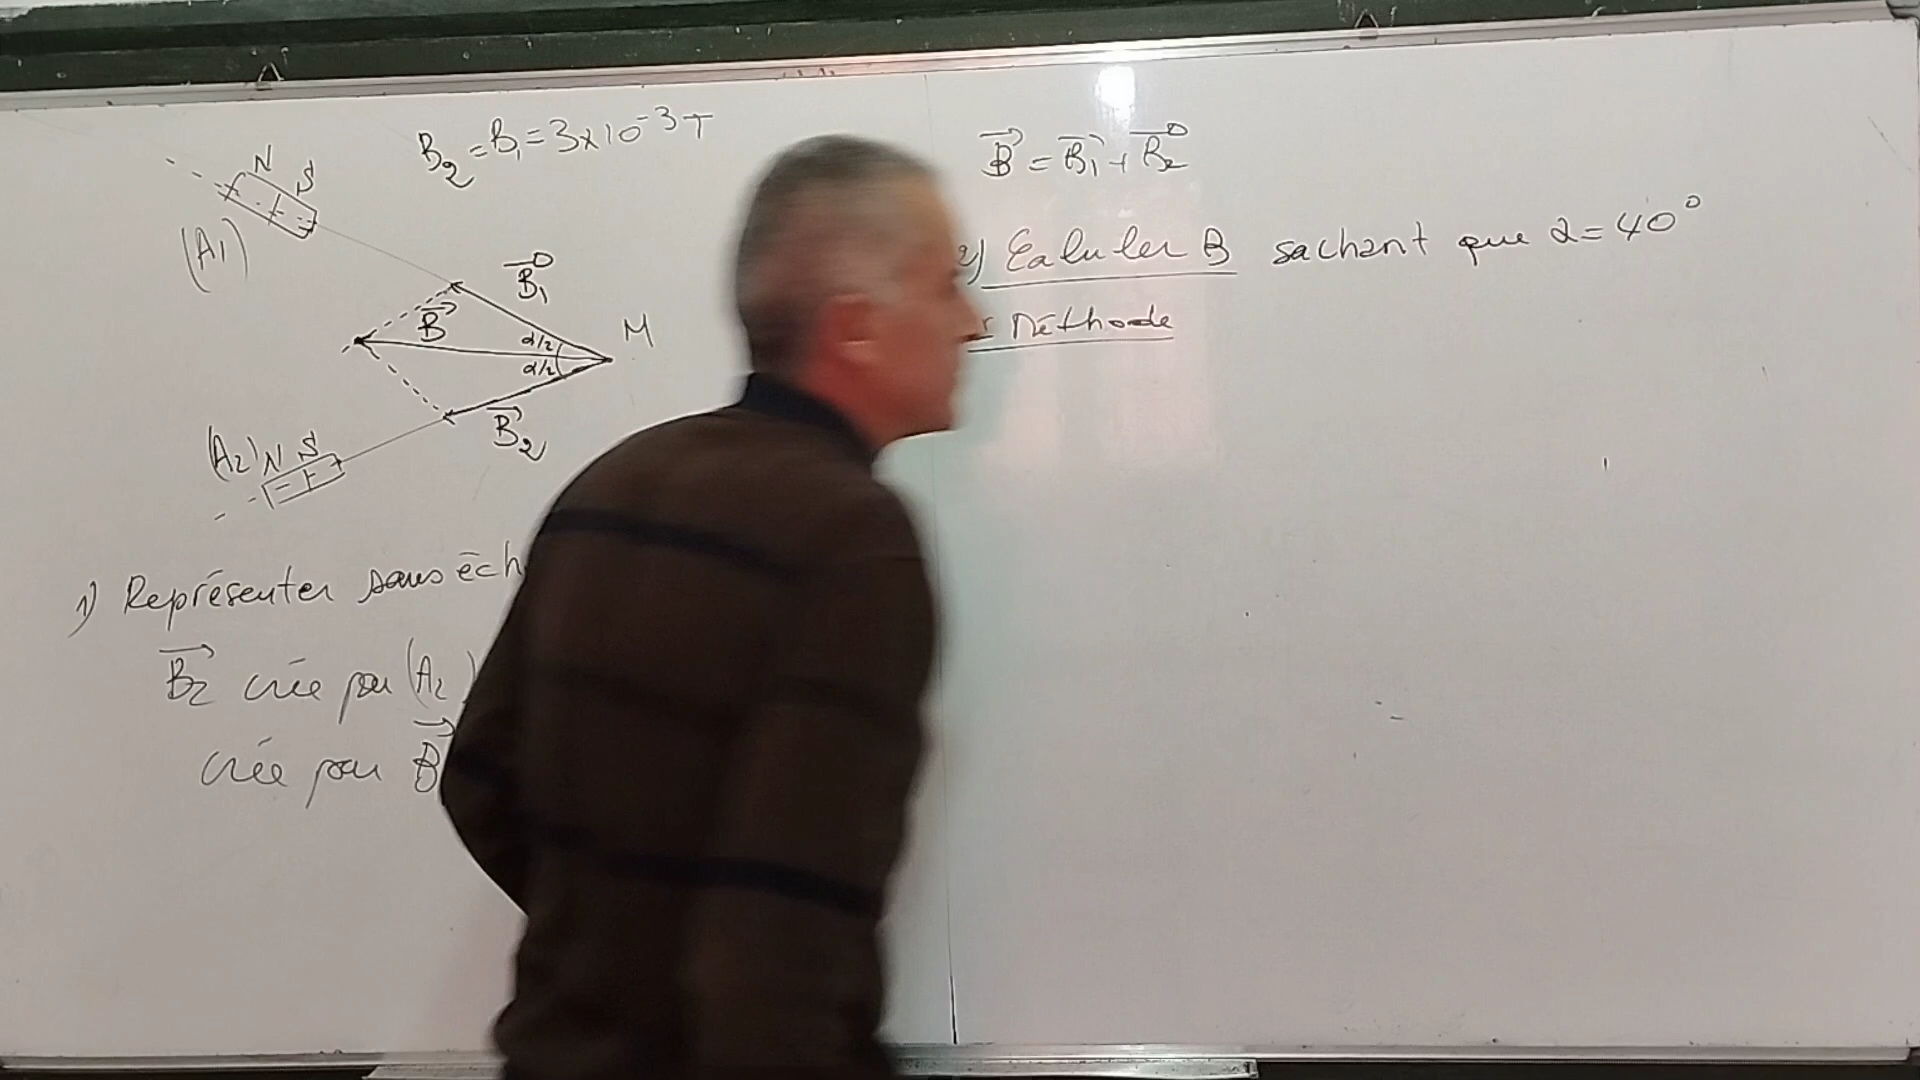 B₂ = B₁ = 3×10⁻³ T
N S
(A₁)
B₁
B
M
α/2
α/2
B₂
(A₂) N S
1) Représenter sans éch
B₂ crée par (A₂)
crée par B
B = B₁ + B₂
2) Caluler B sachant que α = 40°
Méthode